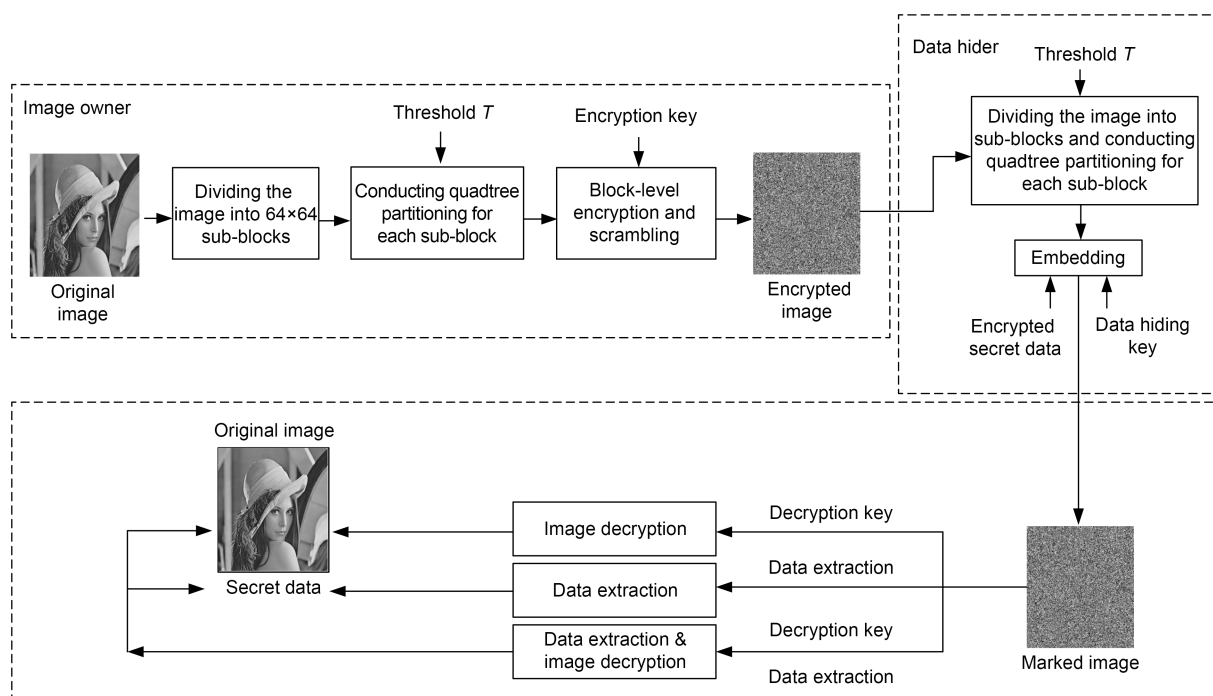 Image owner
Original
image
Dividing the
image into 64×64
sub-blocks
Threshold T
Conducting quadtree
partitioning for
each sub-block
Encryption key
Block-level
encryption and
scrambling
Encrypted
image
Data hider
Threshold T
Dividing the image into
sub-blocks and conducting
quadtree partitioning for
each sub-block
Embedding
Encrypted
secret data
Data hiding
key
Original image
Secret data
Image decryption
Data extraction
Data extraction &
image decryption
Decryption key
Data extraction
Decryption key
Data extraction
Marked image